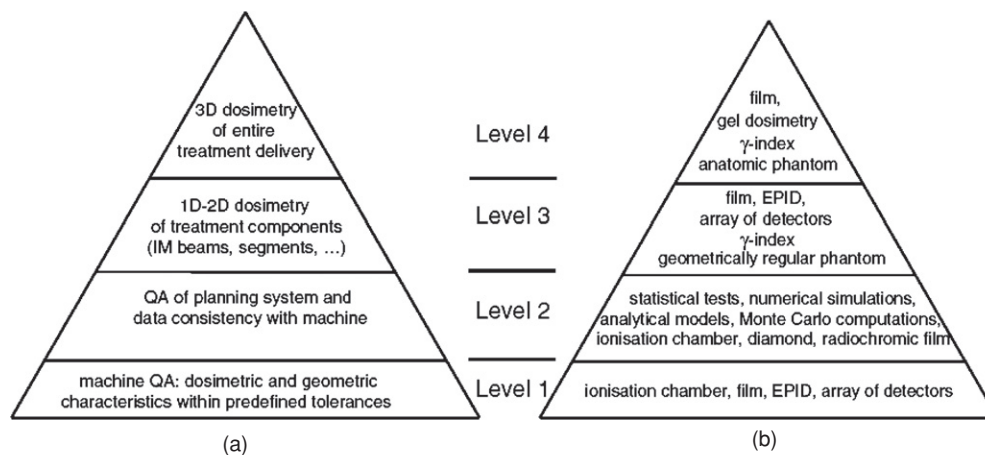 3D dosimetry
of entire
treatment delivery
1D-2D dosimetry
of treatment components
(IM beams, segments, ...)
QA of planning system and
data consistency with machine
machine QA: dosimetric and geometric
characteristics within predefined tolerances
(a)
Level 4
Level 3
Level 2
Level 1
film,
gel dosimetry
γ-index
anatomic phantom
film, EPID,
array of detectors
γ-index
geometrically regular phantom
statistical tests, numerical simulations,
analytical models, Monte Carlo computations,
ionisation chamber, diamond, radiochromic film
ionisation chamber, film, EPID, array of detectors
(b)